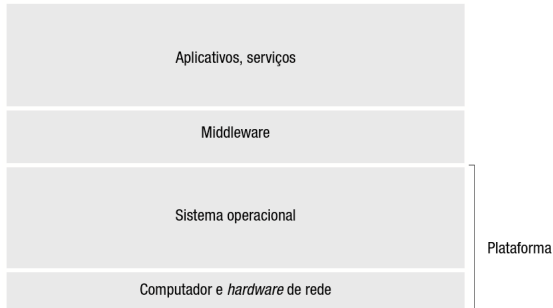 Aplicativos, serviços
Middleware
Sistema operacional
Plataforma
Computador e hardware de rede